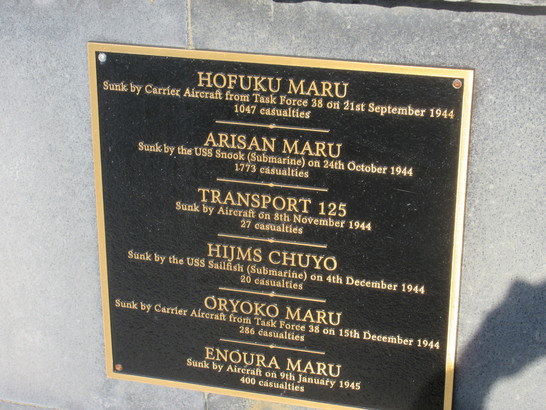 HOFUKU MARU
Sunk by Carrier Aircraft from Task Force 38 on 21st September 1944
1047 casualties
ARISAN MARU
Sunk by the USS Snook (Submarine) on 24th October 1944
1773 casualties
TRANSPORT 125
Sunk by Aircraft on 8th November 1944
27 casualties
HIJMS CHUYO
Sunk by the USS Sailfish (Submarine) on 4th December 1944
20 casualties
ORYOKO MARU
Sunk by Carrier Aircraft from Task Force 38 on 15th December 1944
286 casualties
ENOURA MARU
Sunk by Aircraft on 9th January 1945
400 casualties